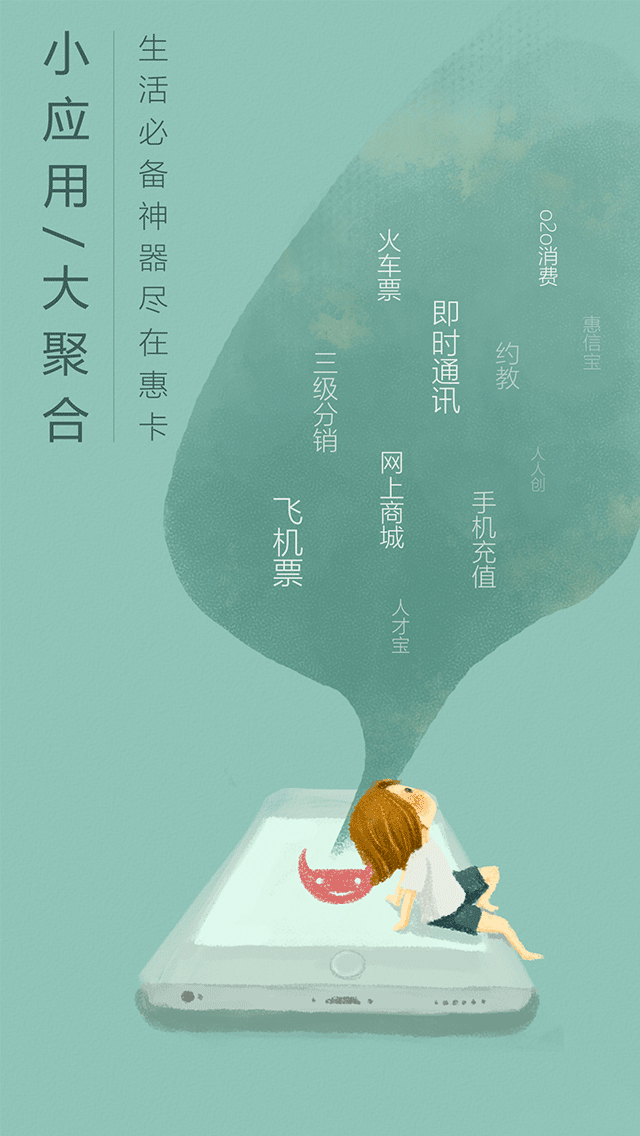 小应用/大聚合
生活必备神器尽在惠卡
火车票
o2o消费
即时通讯
惠信宝
约教
三级分销
人人创
网上商城
手机充值
飞机票
人才宝